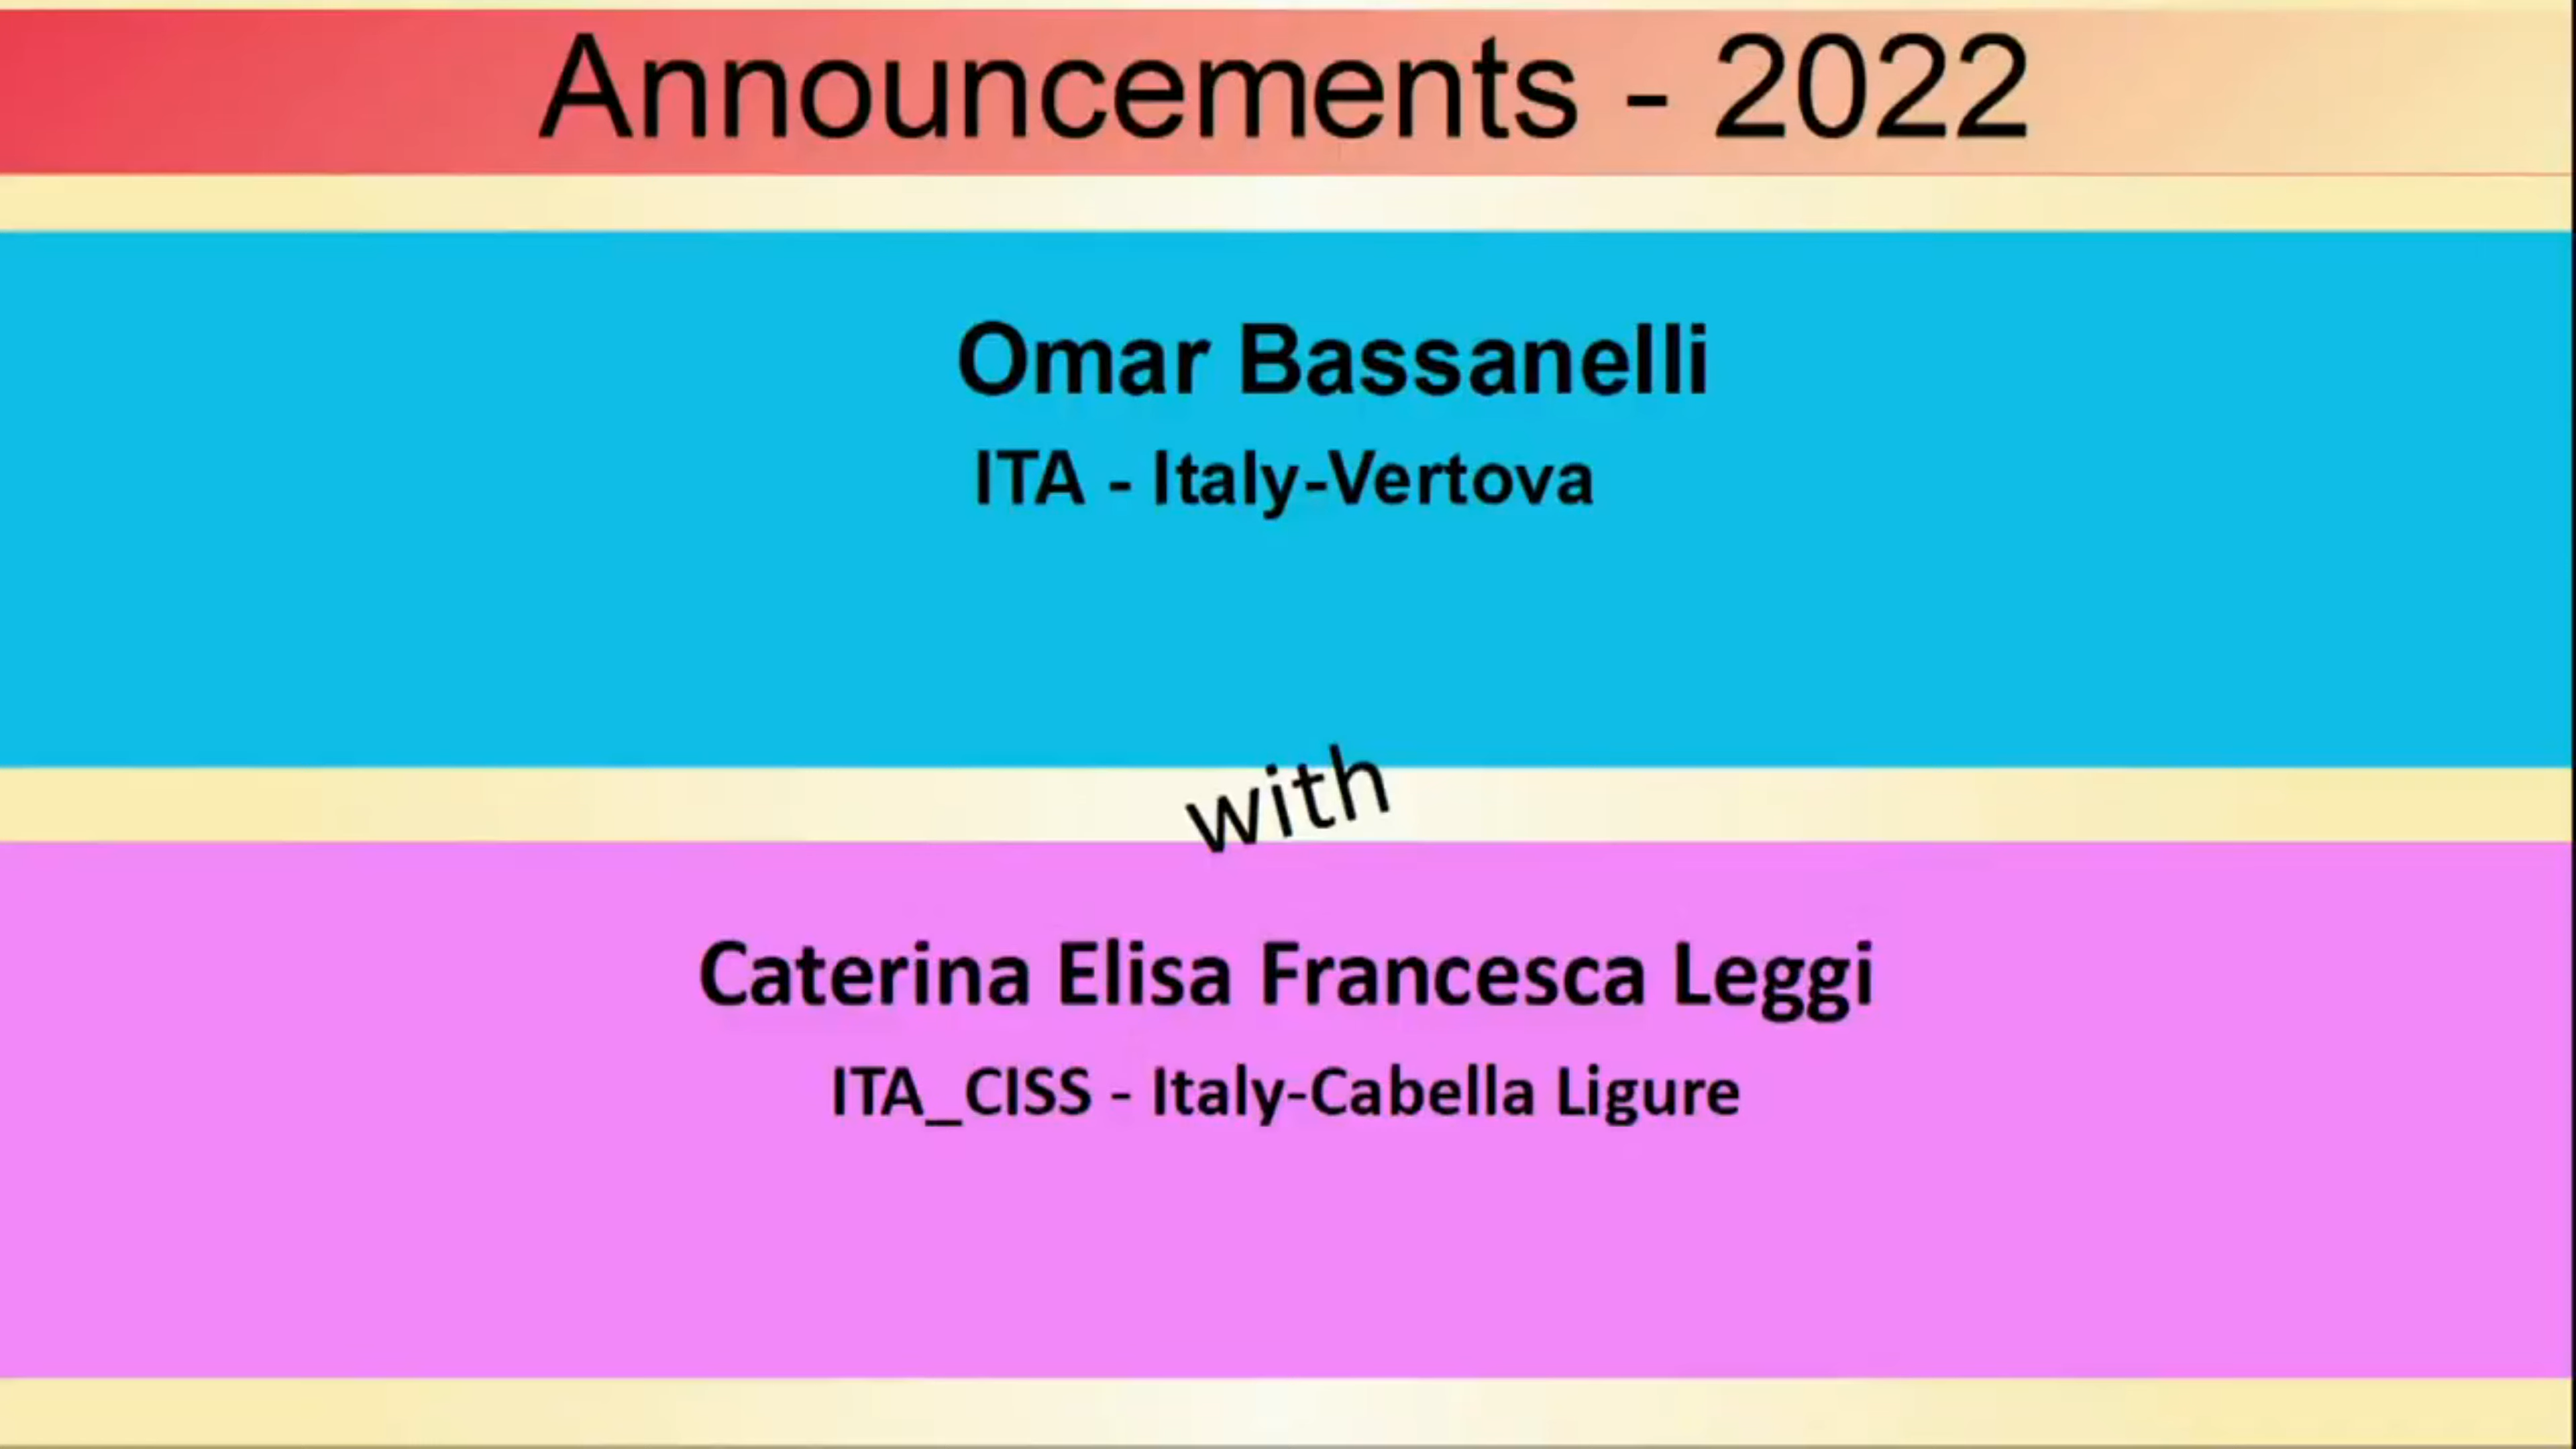 Announcements - 2022
Omar Bassanelli
ITA - Italy-Vertova
with
Caterina Elisa Francesca Leggi
ITA_CISS - Italy-Cabella Ligure